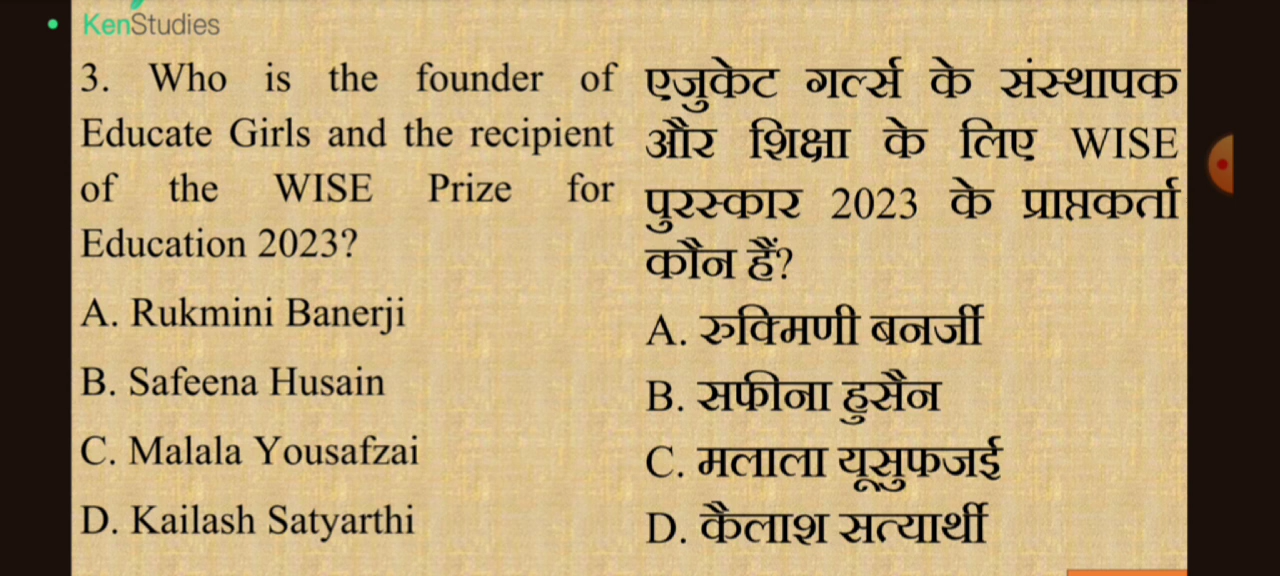 KenStudies
3. Who is the founder of
Educate Girls and the recipient
of the WISE Prize for
Education 2023?
A. Rukmini Banerji
B. Safeena Husain
C. Malala Yousafzai
D. Kailash Satyarthi
एजुकेट गर्ल्स के संस्थापक
और शिक्षा के लिए WISE
पुरस्कार 2023 के प्राप्तकर्ता
कौन हैं?
A. रुक्मिणी बनर्जी
B. सफीना हुसैन
C. मलाला यूसुफजई
D. कैलाश सत्यार्थी